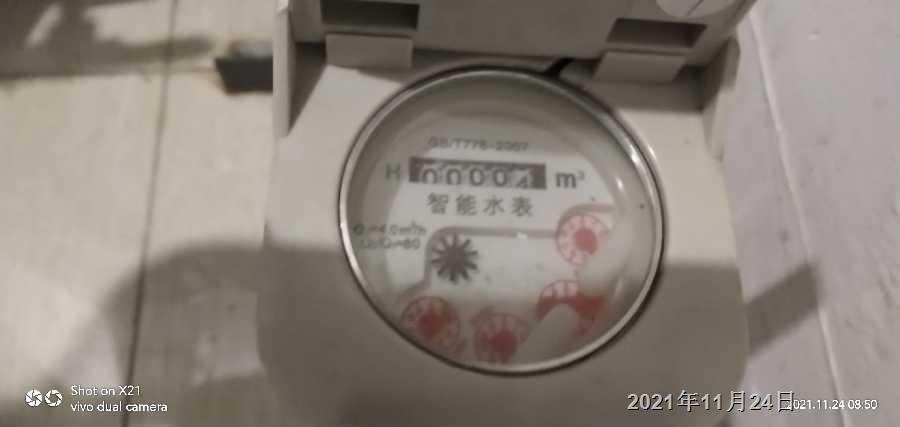 GB/T778-2007
H 00004 m³
智能水表
Shot on X21
vivo dual camera
2021年11月24日
2021.11.24 08:50